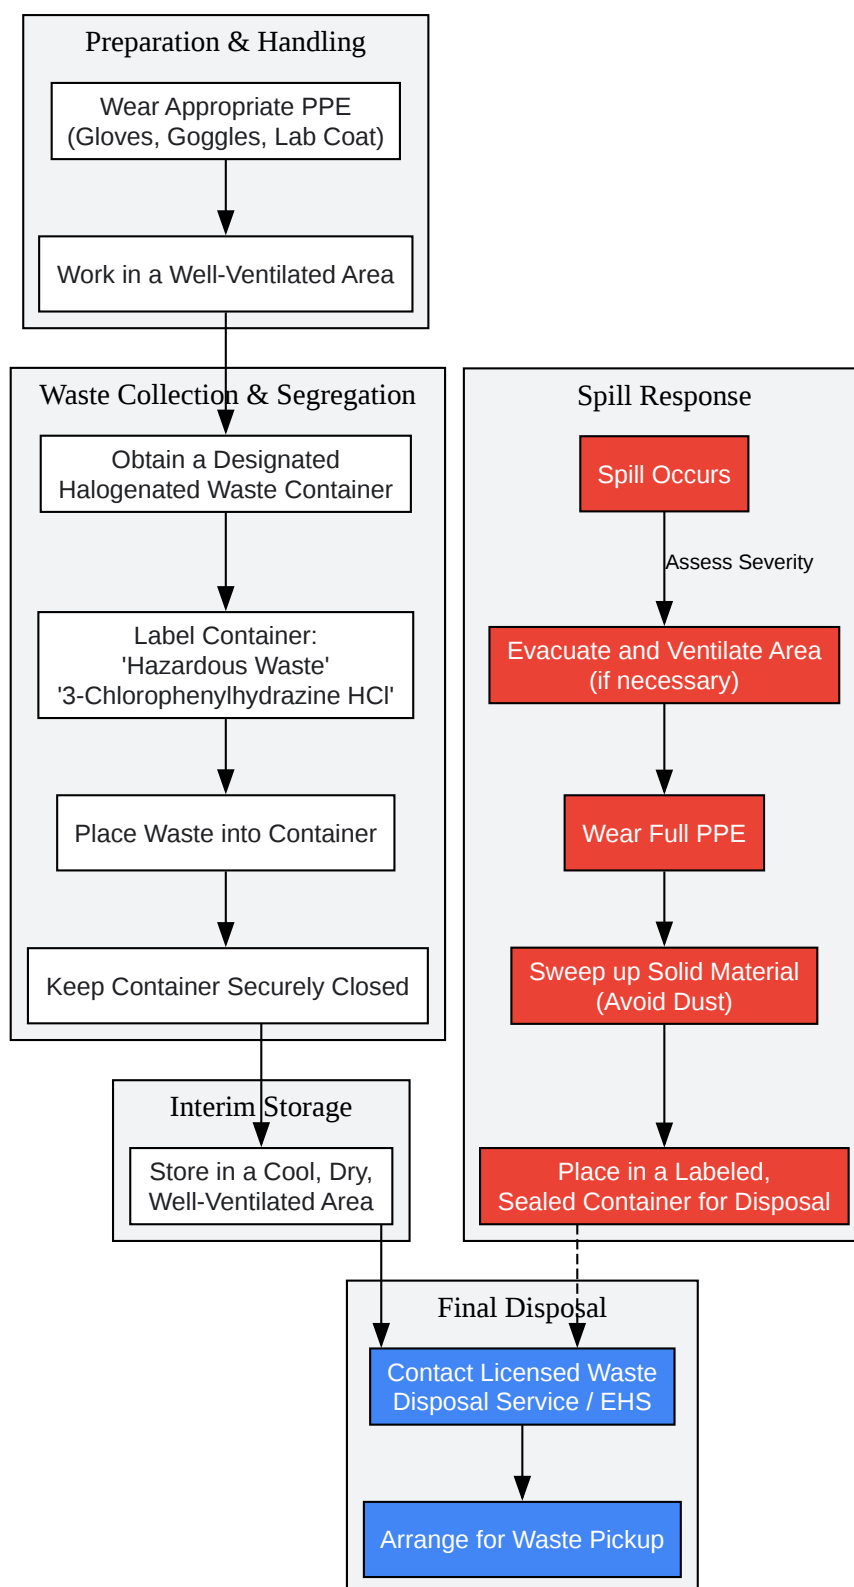 Preparation & Handling
Wear Appropriate PPE
(Gloves, Goggles, Lab Coat)
Work in a Well-Ventilated Area
Waste Collection & Segregation
Obtain a Designated
Halogenated Waste Container
Label Container:
'Hazardous Waste'
'3-Chlorophenylhydrazine HCl'
Place Waste into Container
Keep Container Securely Closed
Interim Storage
Store in a Cool, Dry,
Well-Ventilated Area
Spill Response
Spill Occurs
Assess Severity
Evacuate and Ventilate Area
(if necessary)
Wear Full PPE
Sweep up Solid Material
(Avoid Dust)
Place in a Labeled,
Sealed Container for Disposal
Final Disposal
Contact Licensed Waste
Disposal Service / EHS
Arrange for Waste Pickup